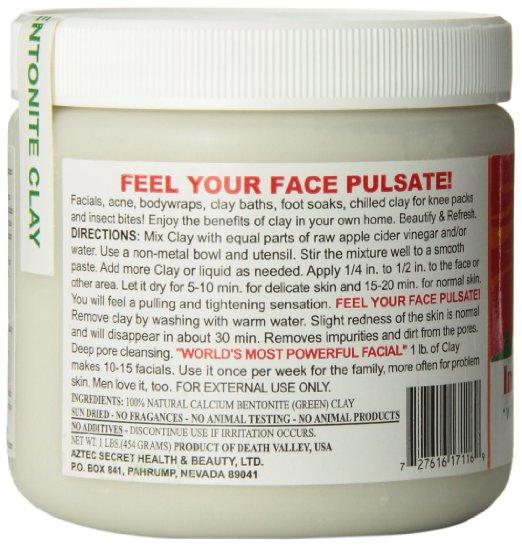 NTONITE CLAY
FEEL YOUR FACE PULSATE!
Facials, acne, bodywraps, clay baths, foot soaks, chilled clay for knee packs
and insect bites! Enjoy the benefits of clay in your own home. Beautify & Refresh.
DIRECTIONS: Mix Clay with equal parts of raw apple cider vinegar and/or
water. Use a non-metal bowl and utensil. Stir the mixture well to a smooth
paste. Add more Clay or liquid as needed. Apply 1/4 in. to 1/2 in. to the face or
other area. Let it dry for 5-10 min. for delicate skin and 15-20 min. for normal skin.
You will feel a pulling and tightening sensation. FEEL YOUR FACE PULSATE!
Remove clay by washing with warm water. Slight redness of the skin is normal
and will disappear in about 30 min. Removes impurities and dirt from the pores.
Deep pore cleansing. "WORLD'S MOST POWERFUL FACIAL" 1 lb. of Clay
makes 10-15 facials. Use it once per week for the family, more often for problem
skin. Men love it, too. FOR EXTERNAL USE ONLY.
INGREDIENTS: 100% NATURAL CALCIUM BENTONITE (GREEN) CLAY
SUN DRIED - NO FRAGANCES - NO ANIMAL TESTING - NO ANIMAL PRODUCTS
NO ADDITIVES - DISCONTINUE USE IF IRRITATION OCCURS.
NET WT. 1 LBS. (454 GRAMS) PRODUCT OF DEATH VALLEY, USA
AZTEC SECRET HEALTH & BEAUTY, LTD.
P.O. BOX 841, PAHRUMP, NEVADA 89041
7 27616 17116 9
In